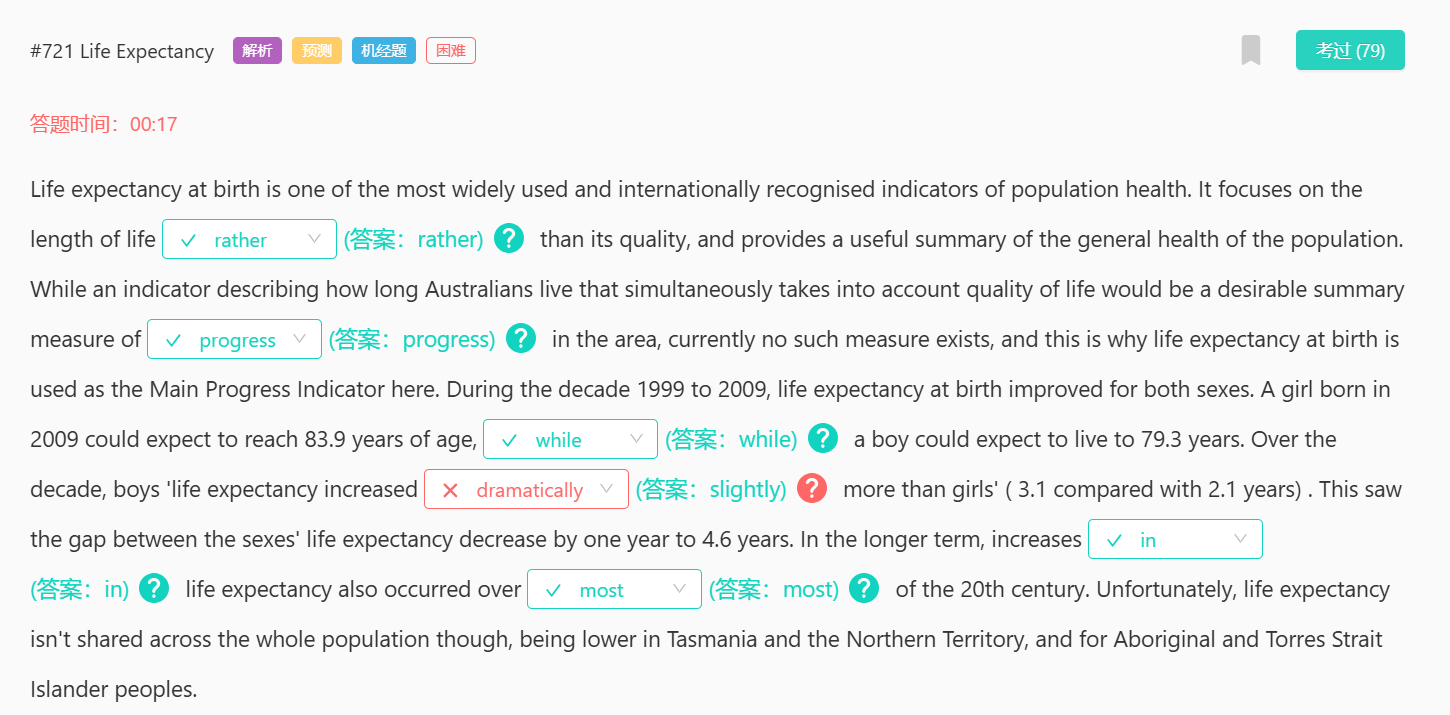 #721 Life Expectancy 解析 预测 机经题 困难 考过 (79)
答题时间：00:17
Life expectancy at birth is one of the most widely used and internationally recognised indicators of population health. It focuses on the
length of life rather (答案：rather) ? than its quality, and provides a useful summary of the general health of the population.
While an indicator describing how long Australians live that simultaneously takes into account quality of life would be a desirable summary
measure of progress (答案：progress) ? in the area, currently no such measure exists, and this is why life expectancy at birth is
used as the Main Progress Indicator here. During the decade 1999 to 2009, life expectancy at birth improved for both sexes. A girl born in
2009 could expect to reach 83.9 years of age, while (答案：while) ? a boy could expect to live to 79.3 years. Over the
decade, boys 'life expectancy increased dramatically (答案：slightly) ? more than girls' ( 3.1 compared with 2.1 years) . This saw
the gap between the sexes' life expectancy decrease by one year to 4.6 years. In the longer term, increases in
(答案：in) ? life expectancy also occurred over most (答案：most) ? of the 20th century. Unfortunately, life expectancy
isn't shared across the whole population though, being lower in Tasmania and the Northern Territory, and for Aboriginal and Torres Strait
Islander peoples.